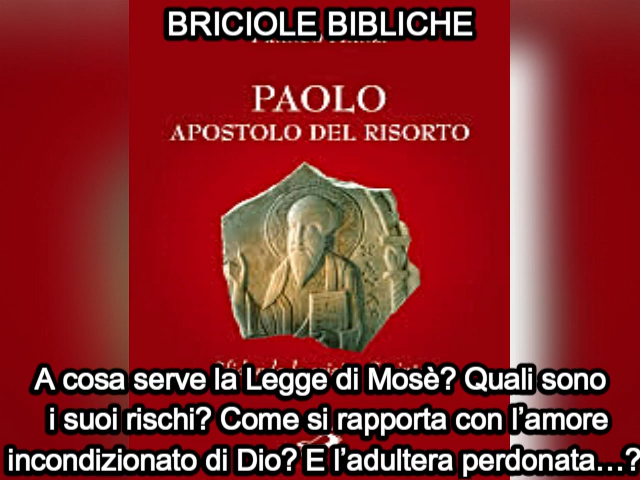 BRICIOLE BIBLICHE
PAOLO
APOSTOLO DEL RISORTO
A cosa serve la Legge di Mosè? Quali sono
i suoi rischi? Come si rapporta con l'amore
incondizionato di Dio? E l'adultera perdonata…?